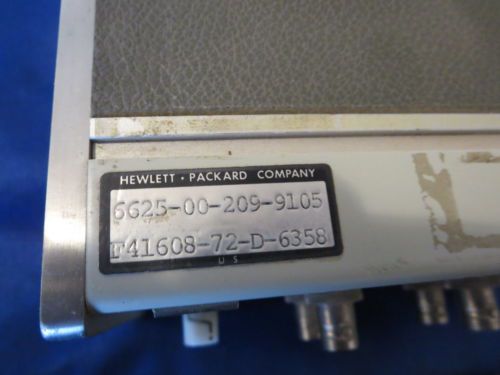 HEWLETT • PACKARD COMPANY
6625-00-209-9105
F41608-72-D-6358
U S